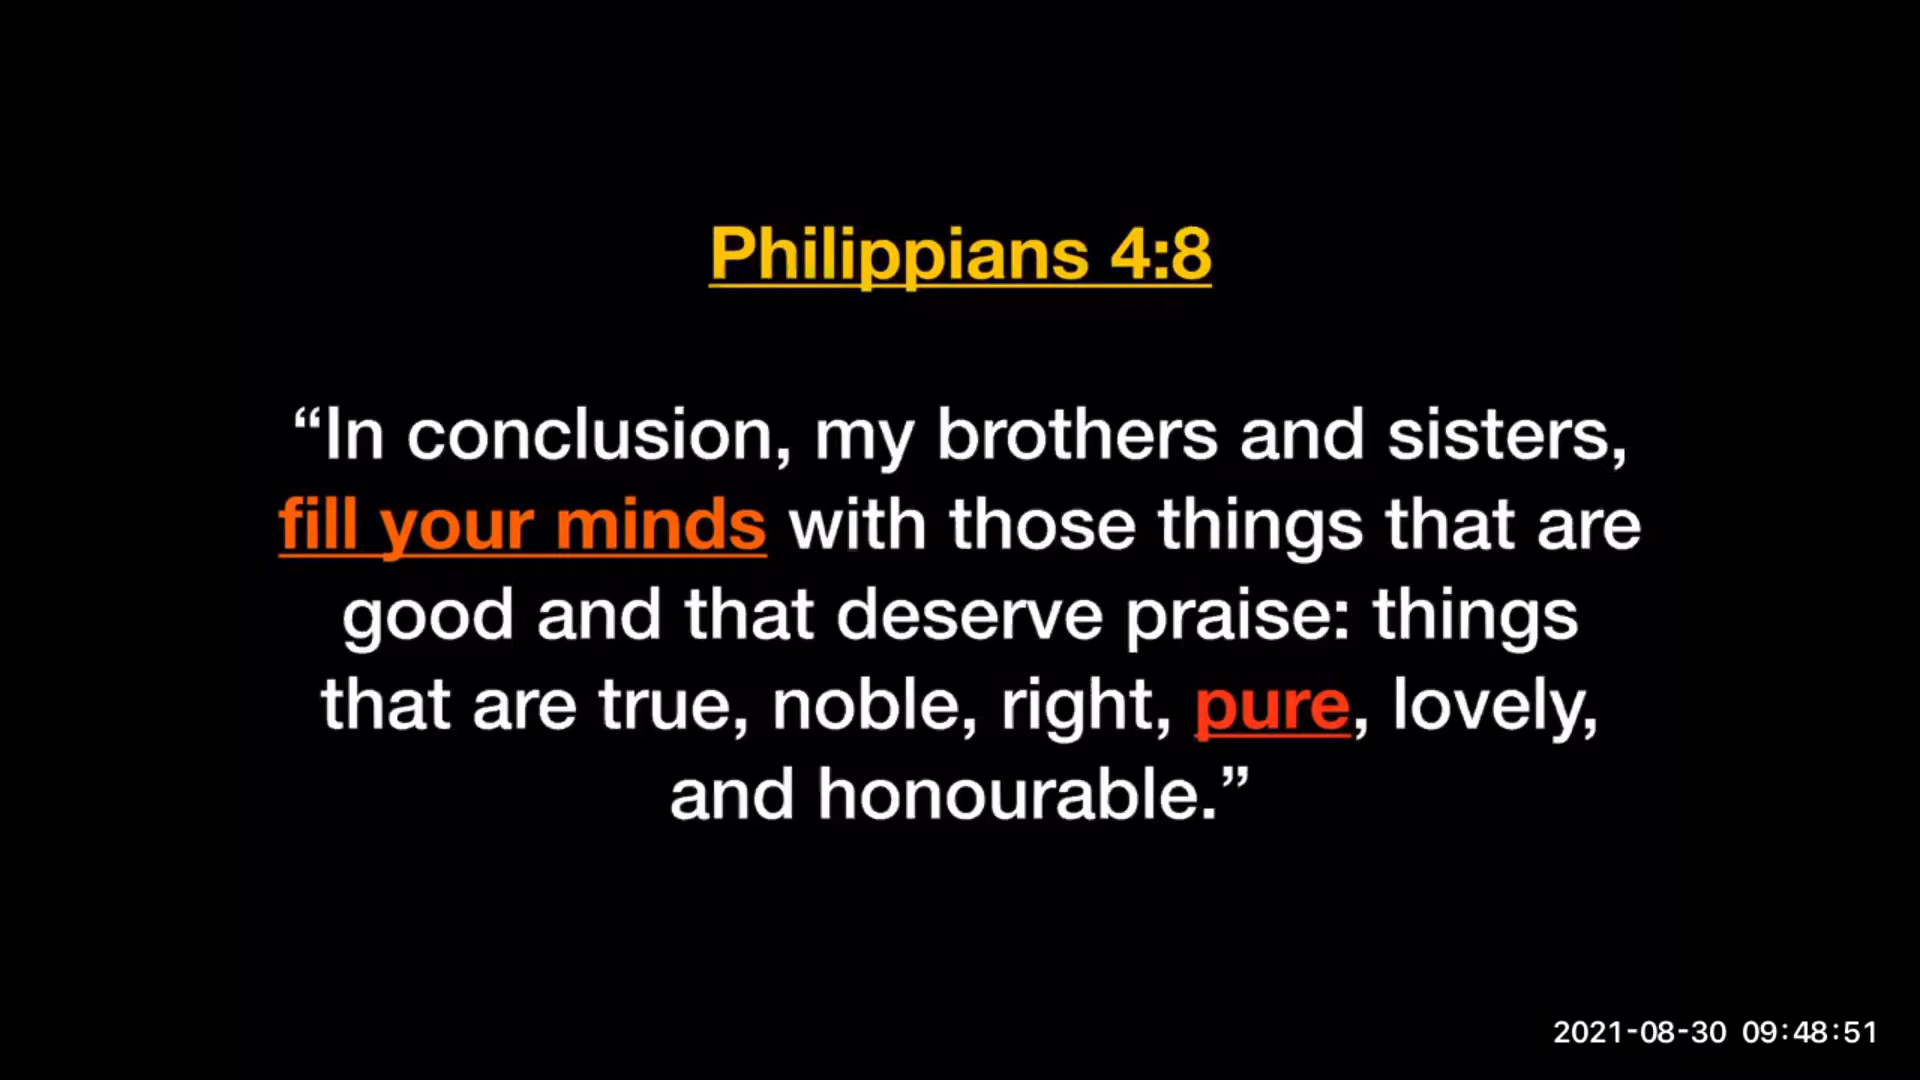 Philippians 4:8
“In conclusion, my brothers and sisters,
fill your minds with those things that are
good and that deserve praise: things
that are true, noble, right, pure, lovely,
and honourable.”
2021-08-30 09:48:51